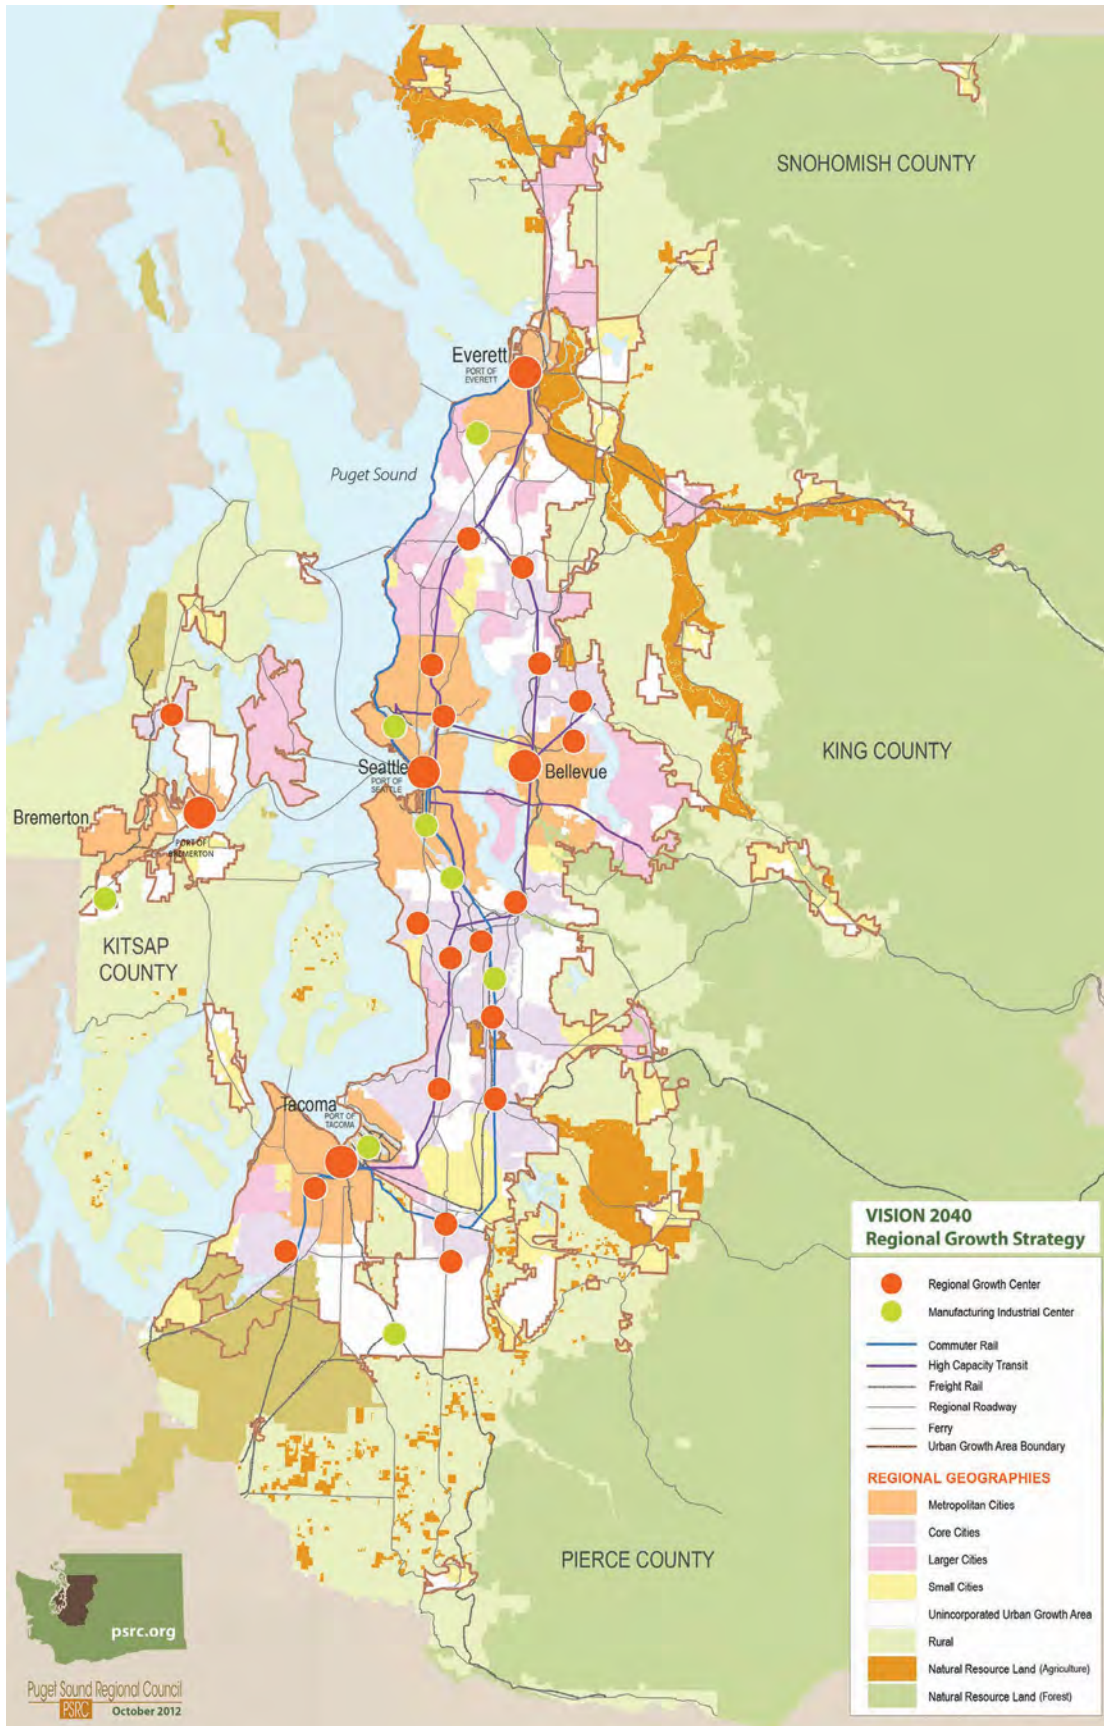 SNOHOMISH COUNTY
Everett
PORT OF
EVERETT
Puget Sound
KING COUNTY
Seattle
PORT OF
SEATTLE
Bellevue
Bremerton
PORT OF
BREMERTON
KITSAP
COUNTY
Tacoma
PORT OF
TACOMA
PIERCE COUNTY
VISION 2040
Regional Growth Strategy
Regional Growth Center
Manufacturing Industrial Center
Commuter Rail
High Capacity Transit
Freight Rail
Regional Roadway
Ferry
Urban Growth Area Boundary
REGIONAL GEOGRAPHIES
Metropolitan Cities
Core Cities
Larger Cities
Small Cities
Unincorporated Urban Growth Area
Rural
Natural Resource Land (Agriculture)
Natural Resource Land (Forest)
psrc.org
Puget Sound Regional Council
PSRC October 2012